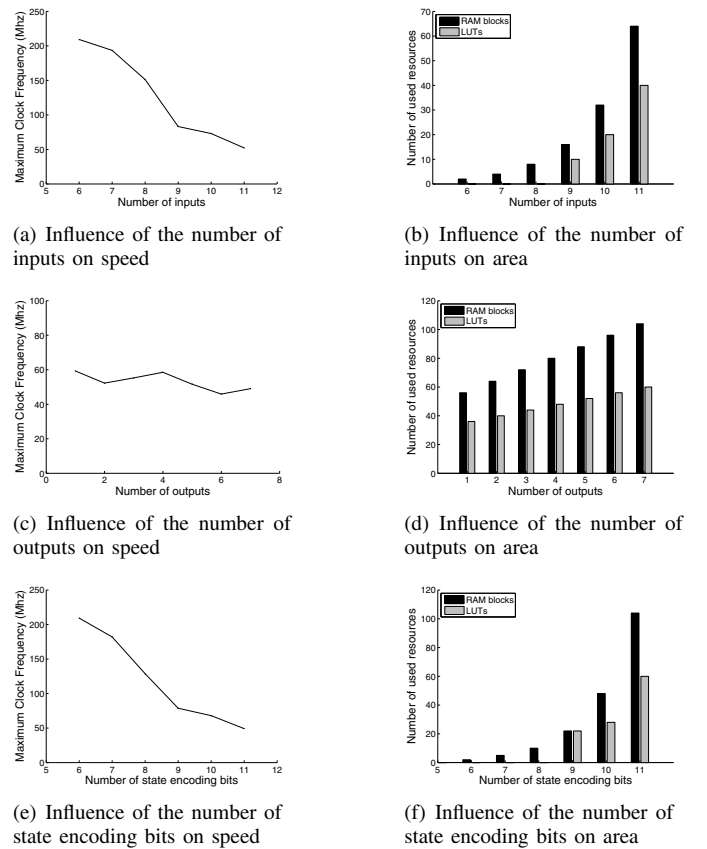 250
200
150
100
50
0
Maximum Clock Frequency (Mhz)
5 6 7 8 9 10 11 12
Number of inputs
(a) Influence of the number of
inputs on speed
70
60
50
40
30
20
10
0
Number of used resources
RAM blocks
LUTs
5 6 7 8 9 10 11
Number of inputs
(b) Influence of the number of
inputs on area
100
80
60
40
20
0
Maximum Clock Frequency (Mhz)
0 2 4 6 8
Number of outputs
(c) Influence of the number of
outputs on speed
120
100
80
60
40
20
0
Number of used resources
RAM blocks
LUTs
1 2 3 4 5 6 7
Number of outputs
(d) Influence of the number of
outputs on area
250
200
150
100
50
0
Maximum Clock Frequency (Mhz)
5 6 7 8 9 10 11 12
Number of state encoding bits
(e) Influence of the number of
state encoding bits on speed
120
100
80
60
40
20
0
Number of used resources
RAM blocks
LUTs
5 6 7 8 9 10 11
Number of state encoding bits
(f) Influence of the number of
state encoding bits on area